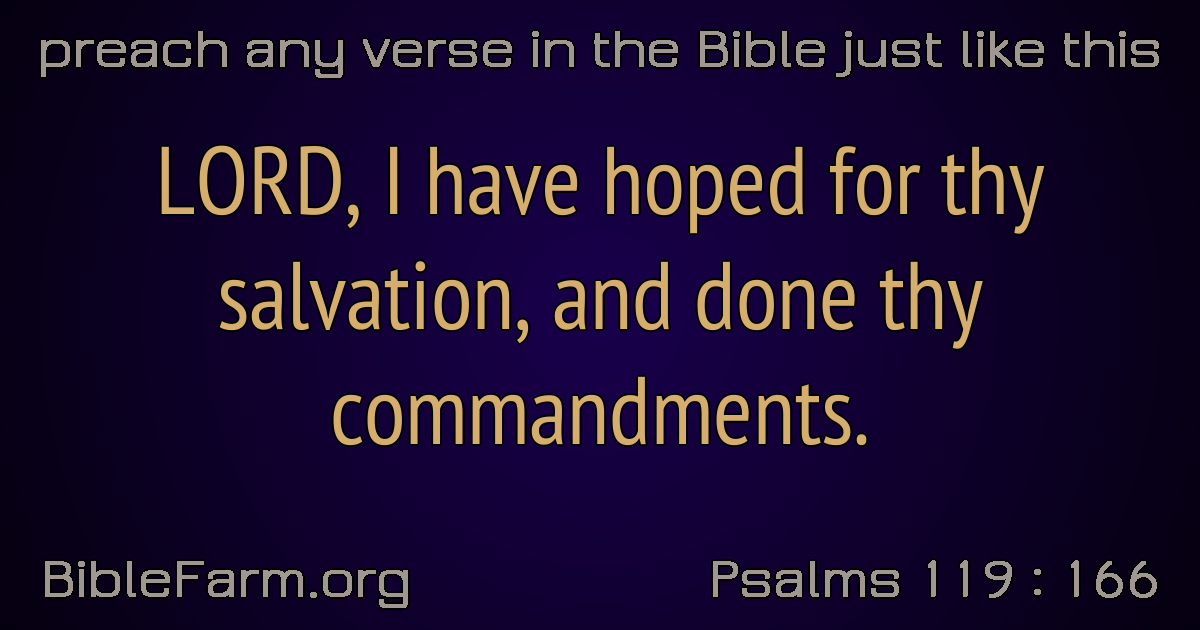 preach any verse in the Bible just like this
LORD, I have hoped for thy
salvation, and done thy
commandments.
BibleFarm.org
Psalms 119 : 166